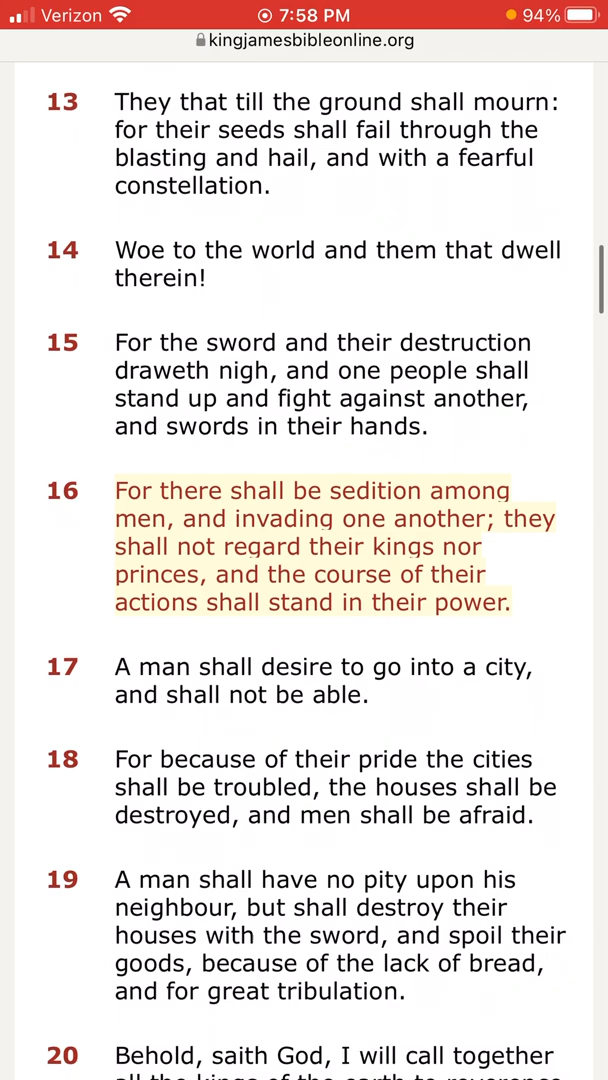 Verizon 7:58 PM 94%
kingjamesbibleonline.org
13 They that till the ground shall mourn:
for their seeds shall fail through the
blasting and hail, and with a fearful
constellation.
14 Woe to the world and them that dwell
therein!
15 For the sword and their destruction
draweth nigh, and one people shall
stand up and fight against another,
and swords in their hands.
16 For there shall be sedition among
men, and invading one another; they
shall not regard their kings nor
princes, and the course of their
actions shall stand in their power.
17 A man shall desire to go into a city,
and shall not be able.
18 For because of their pride the cities
shall be troubled, the houses shall be
destroyed, and men shall be afraid.
19 A man shall have no pity upon his
neighbour, but shall destroy their
houses with the sword, and spoil their
goods, because of the lack of bread,
and for great tribulation.
20 Behold, saith God, I will call together
all the kings of the earth to reverence